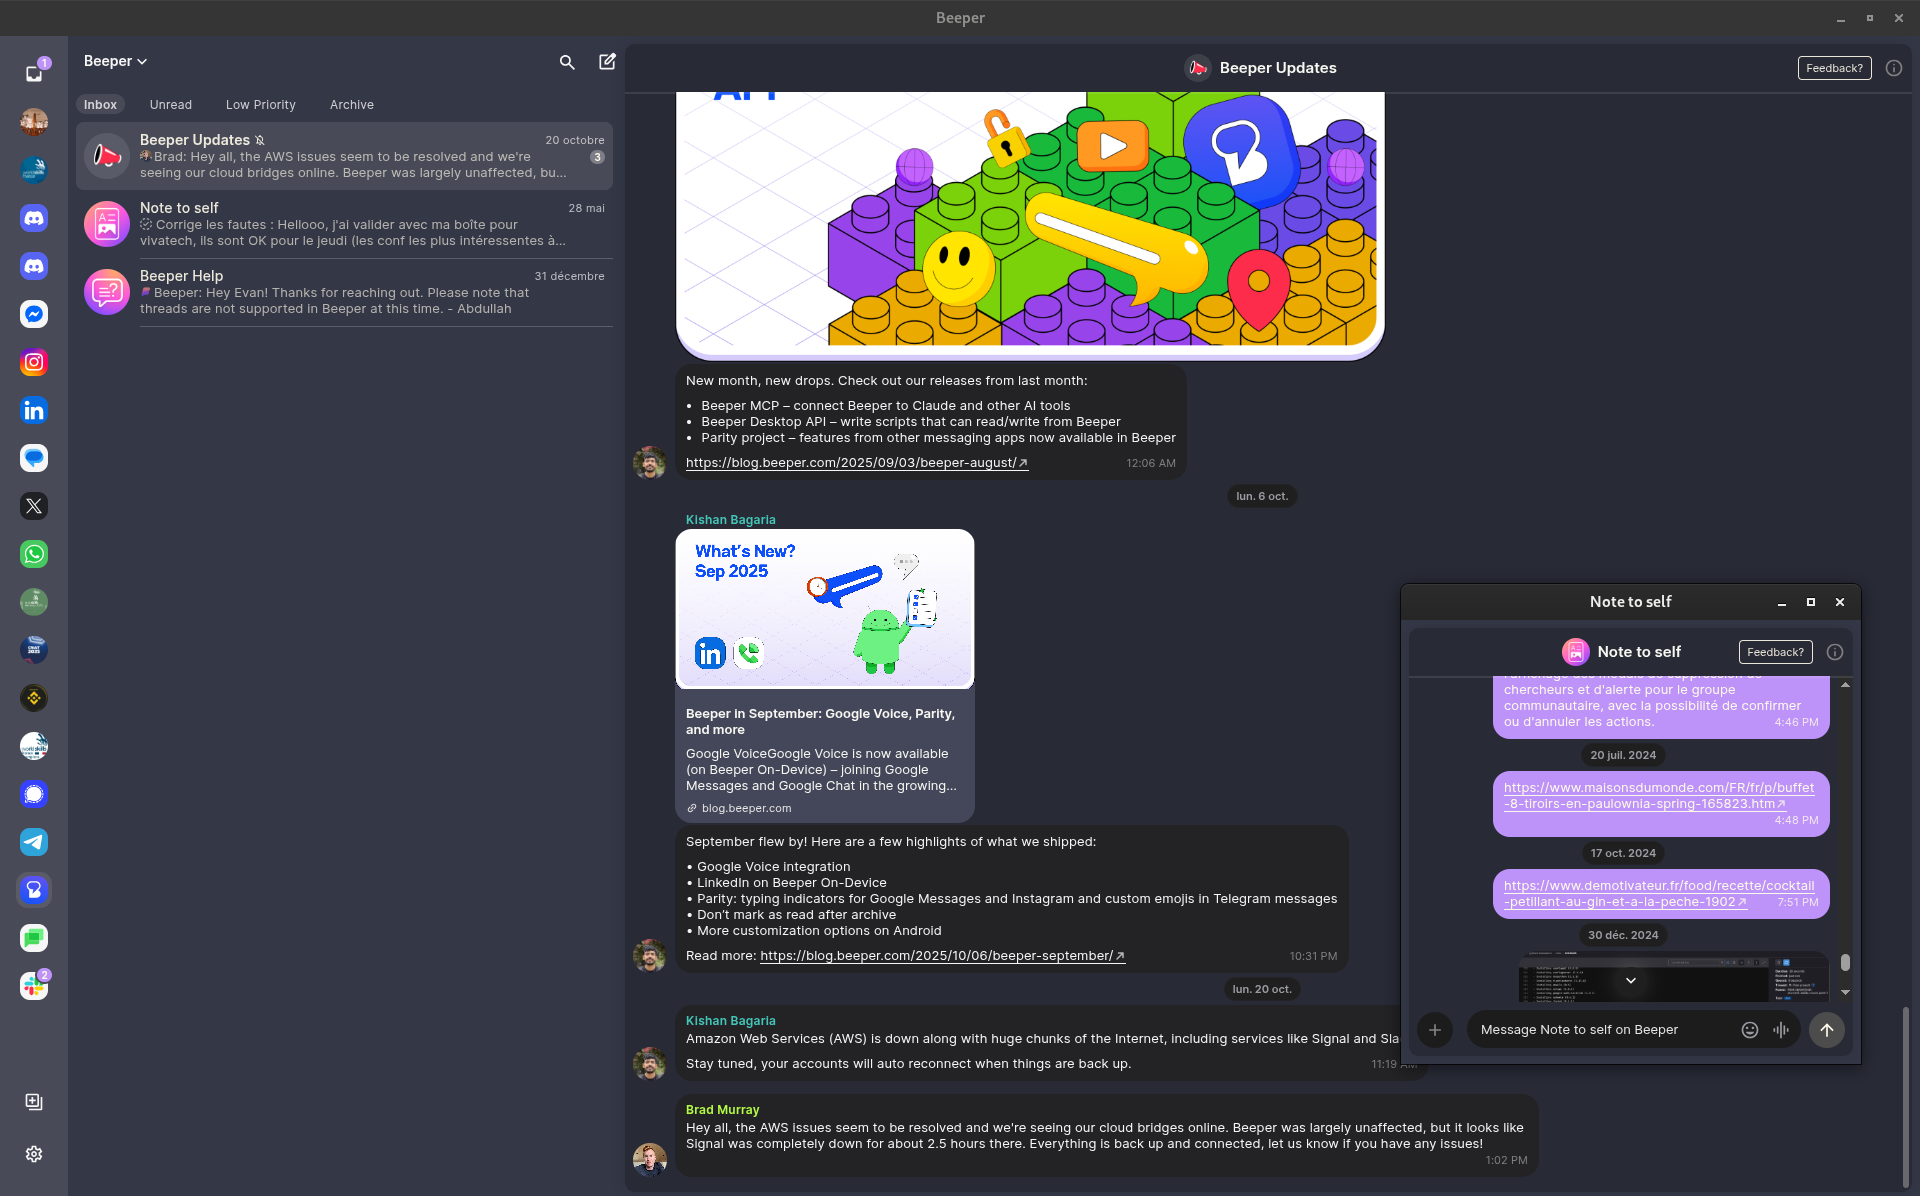 Beeper
1
Beeper
Inbox
Unread
Low Priority
Archive
Beeper Updates
20 octobre
Brad: Hey all, the AWS issues seem to be resolved and we're
3
seeing our cloud bridges online. Beeper was largely unaffected, bu...
Note to self
28 mai
Corrige les fautes : Hellooo, j'ai valider avec ma boîte pour
vivatech, ils sont OK pour le jeudi (les conf les plus intéressentes à...
Beeper Help
31 décembre
Beeper: Hey Evan! Thanks for reaching out. Please note that
threads are not supported in Beeper at this time. - Abdullah
2
Beeper Updates
Feedback?
API
New month, new drops. Check out our releases from last month:
• Beeper MCP – connect Beeper to Claude and other AI tools
• Beeper Desktop API – write scripts that can read/write from Beeper
• Parity project – features from other messaging apps now available in Beeper
https://blog.beeper.com/2025/09/03/beeper-august/
12:06 AM
lun. 6 oct.
Kishan Bagaria
What's New?
Sep 2025
Beeper in September: Google Voice, Parity,
and more
Google VoiceGoogle Voice is now available
(on Beeper On-Device) – joining Google
Messages and Google Chat in the growing...
blog.beeper.com
September flew by! Here are a few highlights of what we shipped:
• Google Voice integration
• LinkedIn on Beeper On-Device
• Parity: typing indicators for Google Messages and Instagram and custom emojis in Telegram messages
• Don't mark as read after archive
• More customization options on Android
Read more: https://blog.beeper.com/2025/10/06/beeper-september/
10:31 PM
lun. 20 oct.
Kishan Bagaria
Amazon Web Services (AWS) is down along with huge chunks of the Internet, including services like Signal and Sla
Stay tuned, your accounts will auto reconnect when things are back up.
11:19 AM
Brad Murray
Hey all, the AWS issues seem to be resolved and we're seeing our cloud bridges online. Beeper was largely unaffected, but it looks like
Signal was completely down for about 2.5 hours there. Everything is back up and connected, let us know if you have any issues!
1:02 PM
Note to self
Note to self
Feedback?
chercheurs et d'alerte pour le groupe
communautaire, avec la possibilité de confirmer
ou d'annuler les actions.
4:46 PM
20 juil. 2024
https://www.maisonsdumonde.com/FR/fr/p/buffet
-8-tiroirs-en-paulownia-spring-165823.htm
4:48 PM
17 oct. 2024
https://www.demotivateur.fr/food/recette/cocktail
-petillant-au-gin-et-a-la-peche-1902
7:51 PM
30 déc. 2024
Message Note to self on Beeper